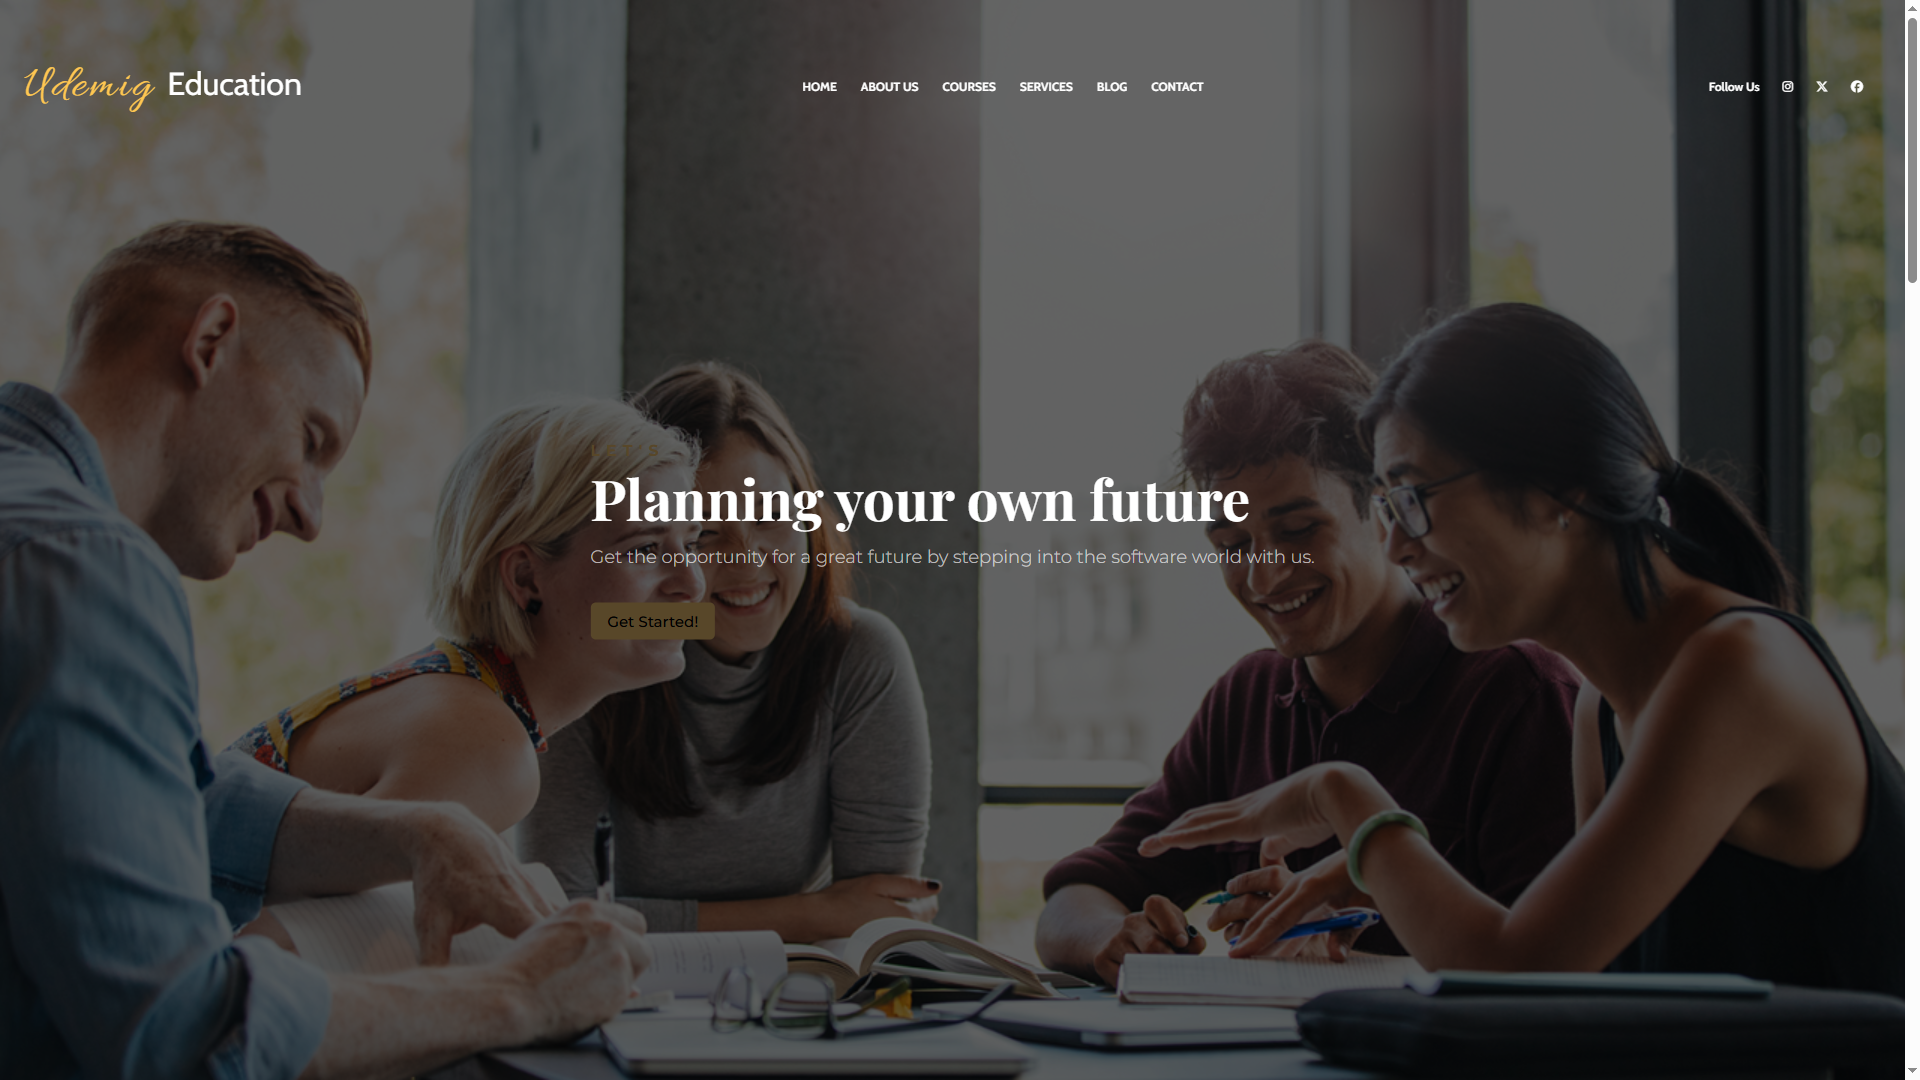 Udemig Education
HOME ABOUT US COURSES SERVICES BLOG CONTACT
Follow Us
Planning your own future
Get the opportunity for a great future by stepping into the software world with us.
Get Started!